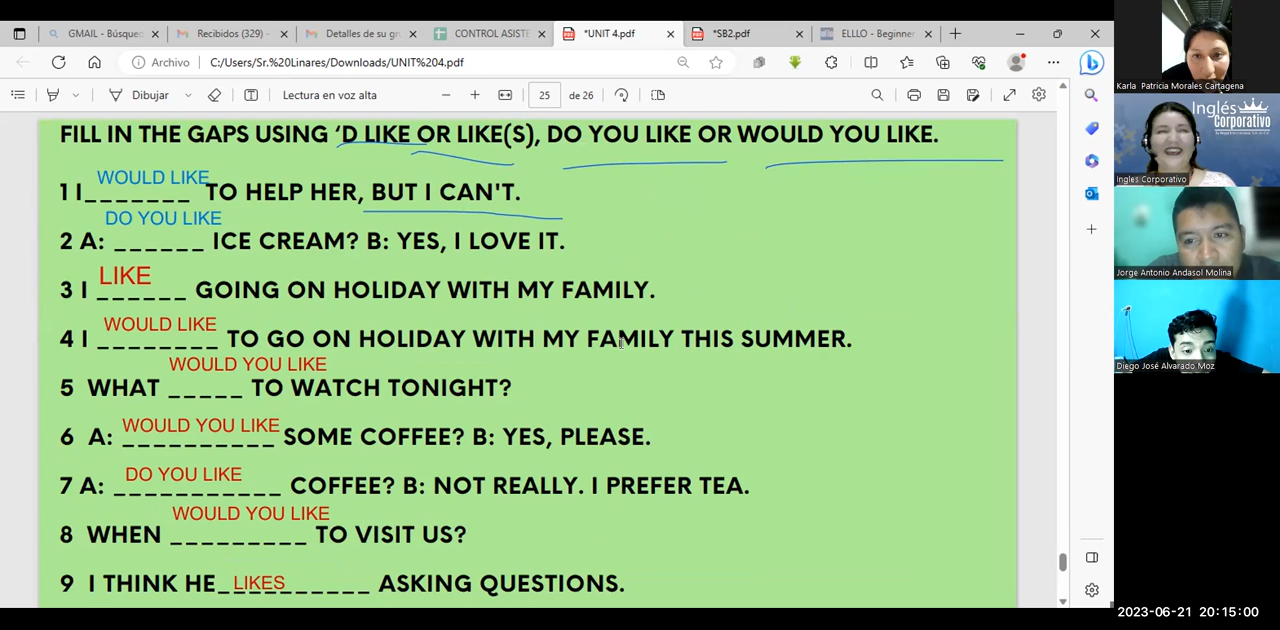 GMAIL - Búsque
Recibidos (329) -
Detalles de su gru
CONTROL ASISTE
*UNIT 4.pdf
*SB2.pdf
ELLLO - Beginner
Archivo
C:/Users/Sr.%20Linares/Downloads/UNIT%204.pdf
Dibujar
Lectura en voz alta
25
de 26
FILL IN THE GAPS USING 'D LIKE OR LIKE(S), DO YOU LIKE OR WOULD YOU LIKE.
WOULD LIKE
1 I_______ TO HELP HER, BUT I CAN'T.
DO YOU LIKE
2 A: ______ ICE CREAM? B: YES, I LOVE IT.
LIKE
3 I ______ GOING ON HOLIDAY WITH MY FAMILY.
WOULD LIKE
4 I ________ TO GO ON HOLIDAY WITH MY FAMILY THIS SUMMER.
WOULD YOU LIKE
5 WHAT _____ TO WATCH TONIGHT?
WOULD YOU LIKE
6 A: __________ SOME COFFEE? B: YES, PLEASE.
DO YOU LIKE
7 A: ___________ COFFEE? B: NOT REALLY. I PREFER TEA.
WOULD YOU LIKE
8 WHEN _________ TO VISIT US?
9 I THINK HE_LIKES______ ASKING QUESTIONS.
Karla Patricia Morales Cartagena
Inglés
Corporativo
Ingles Corporativo
Jorge Antonio Andasol Molina
Diego José Alvarado Moz
2023-06-21 20:15:00